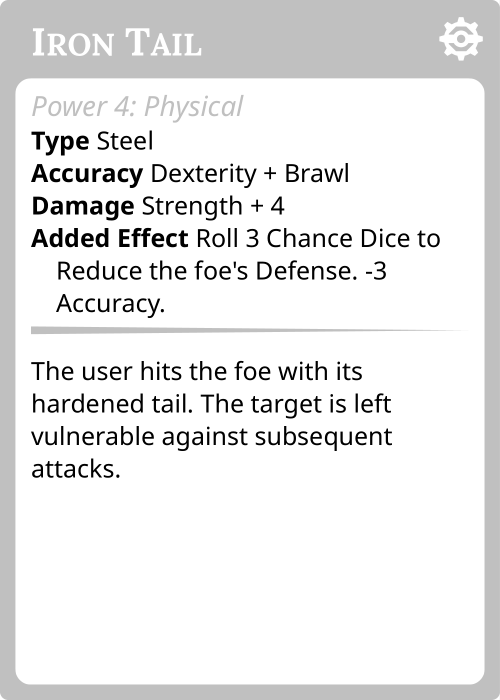 Iron Tail
Power 4: Physical
Type Steel
Accuracy Dexterity + Brawl
Damage Strength + 4
Added Effect Roll 3 Chance Dice to
Reduce the foe's Defense. -3
Accuracy.
The user hits the foe with its
hardened tail. The target is left
vulnerable against subsequent
attacks.